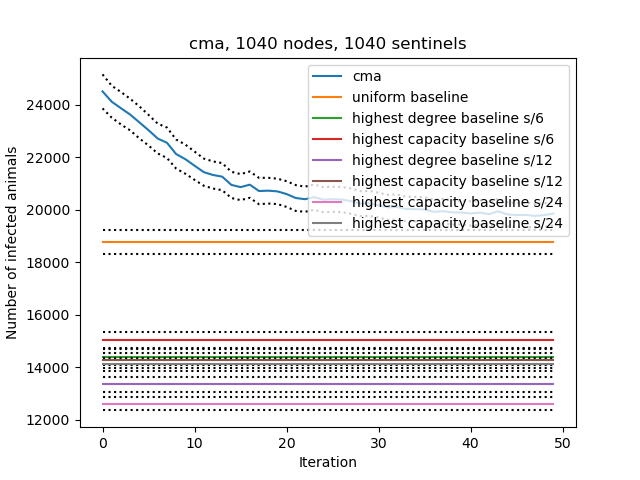 cma, 1040 nodes, 1040 sentinels
cma
uniform baseline
highest degree baseline s/6
highest capacity baseline s/6
highest degree baseline s/12
highest capacity baseline s/12
highest capacity baseline s/24
highest capacity baseline s/24
Number of infected animals
24000
22000
20000
18000
16000
14000
12000
0 10 20 30 40 50
Iteration